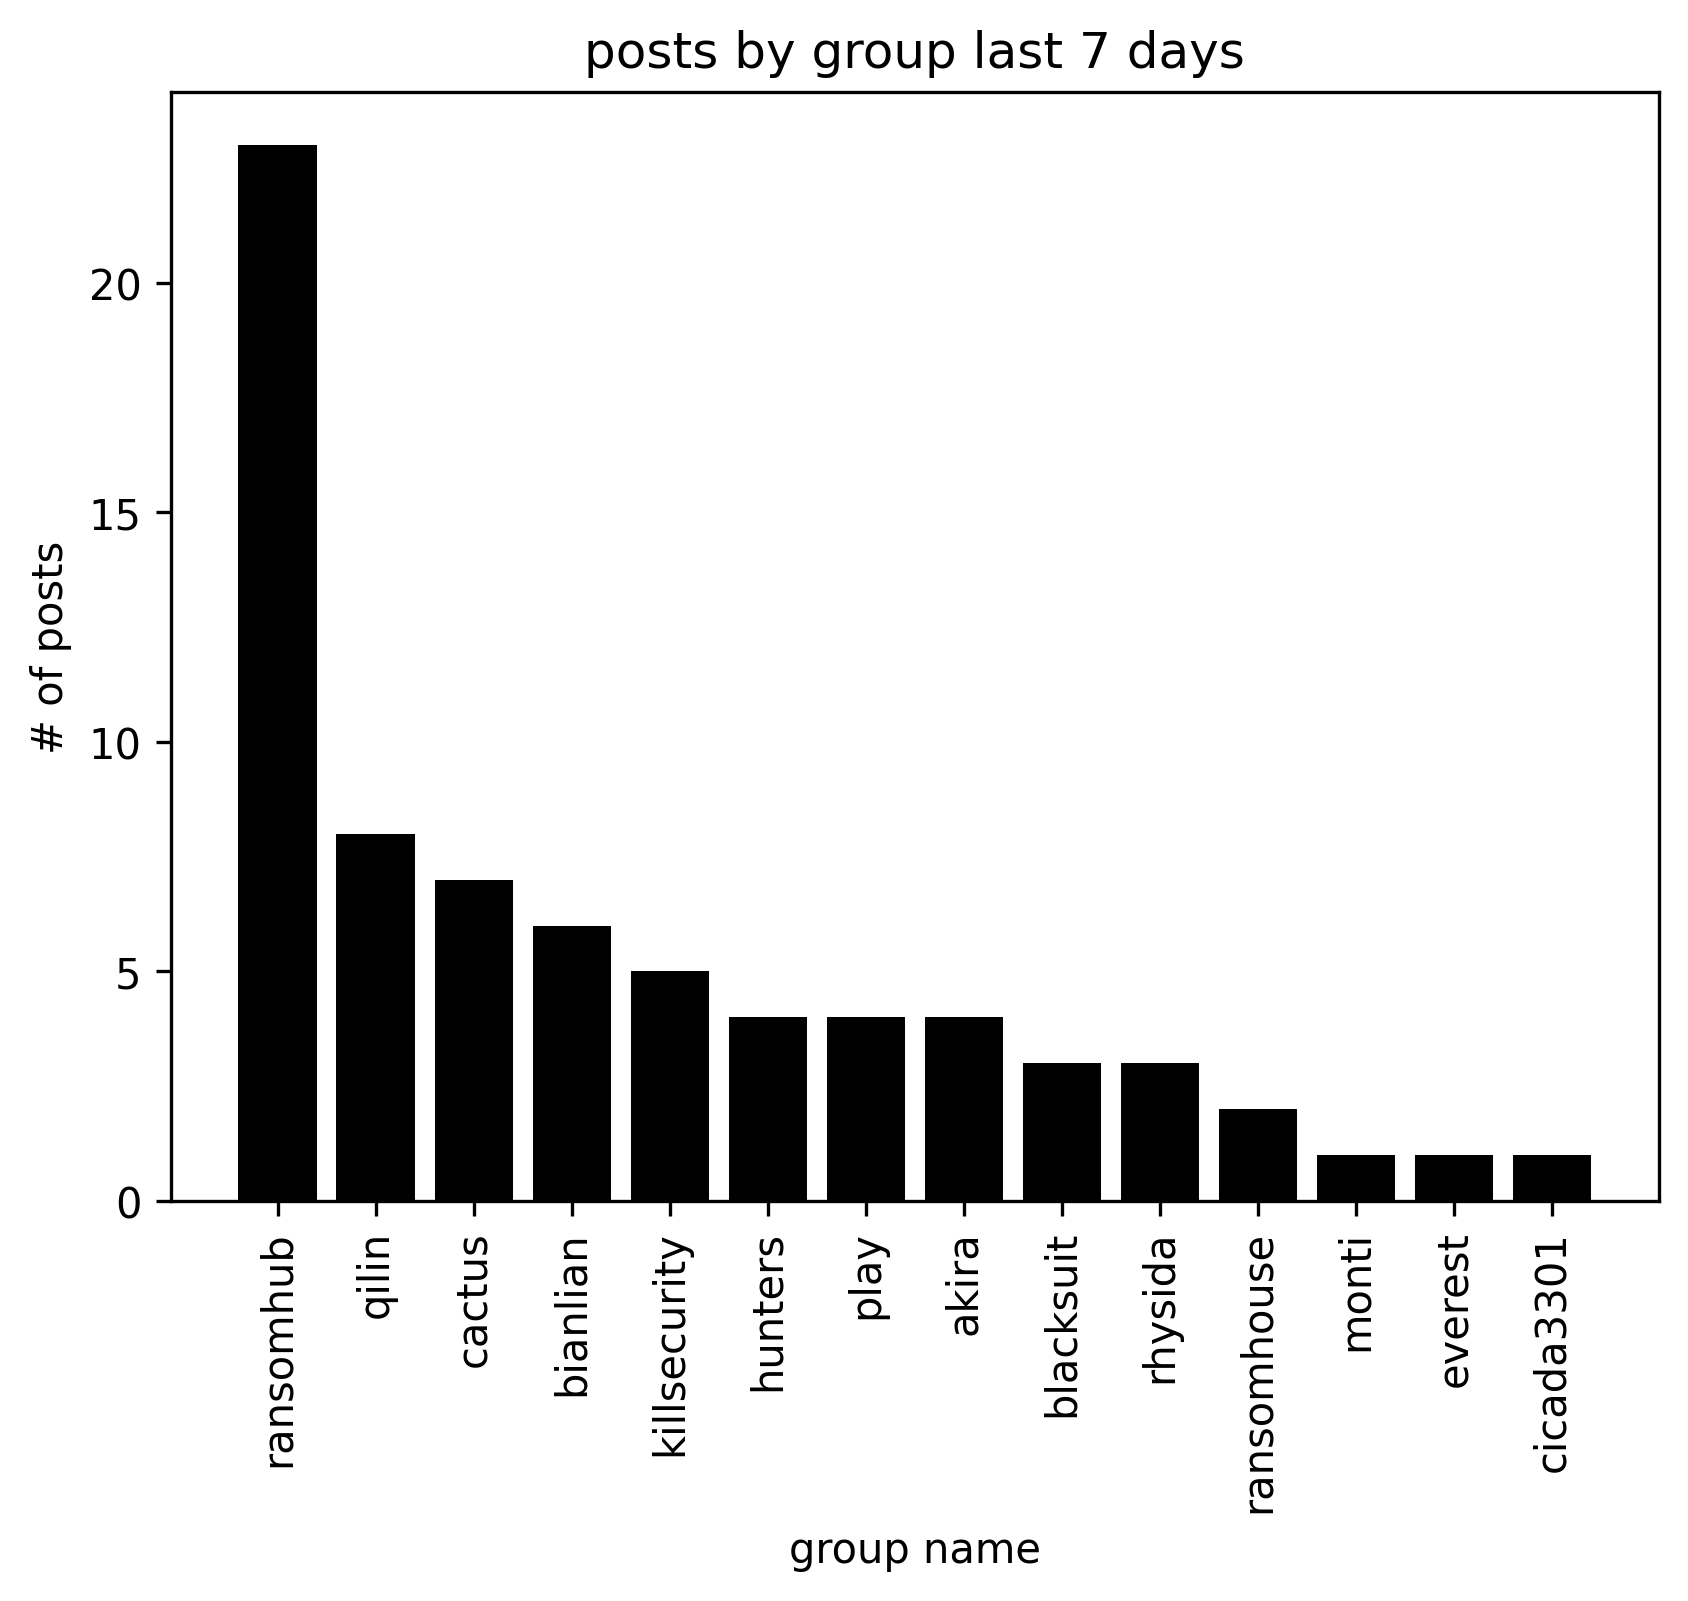 posts by group last 7 days
# of posts
20
15
10
5
0
ransomhub
qilin
cactus
bianlian
killsecurity
hunters
play
akira
blacksuit
rhysida
ransomhouse
monti
everest
cicada3301
group name